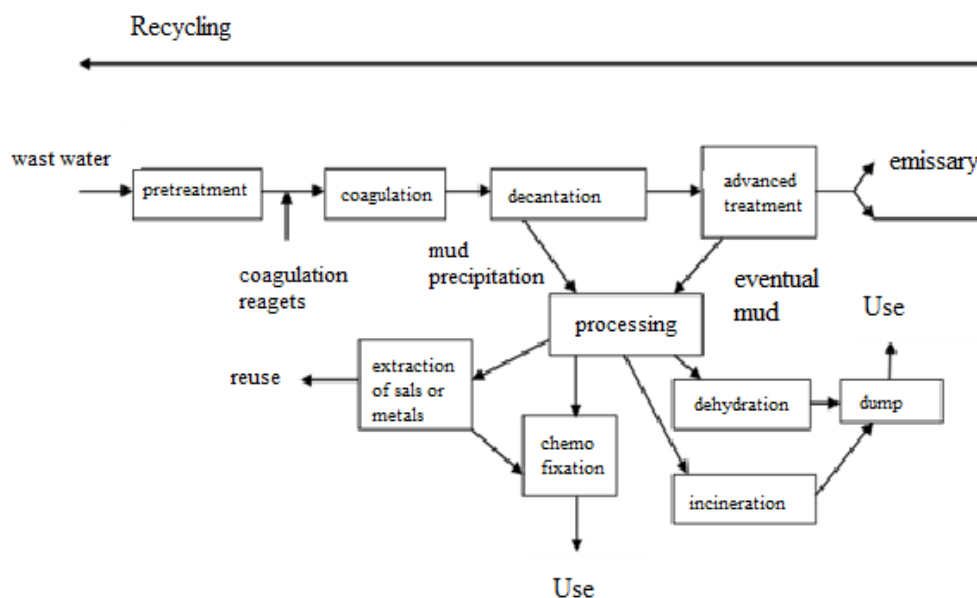 Recycling
wast water
pretreatment
coagulation
decantation
advanced
treatment
emissary
coagulation
reagets
mud
precipitation
eventual
mud
Use
processing
reuse
extraction
of sals or
metals
dehydration
dump
chemo
fixation
incineration
Use